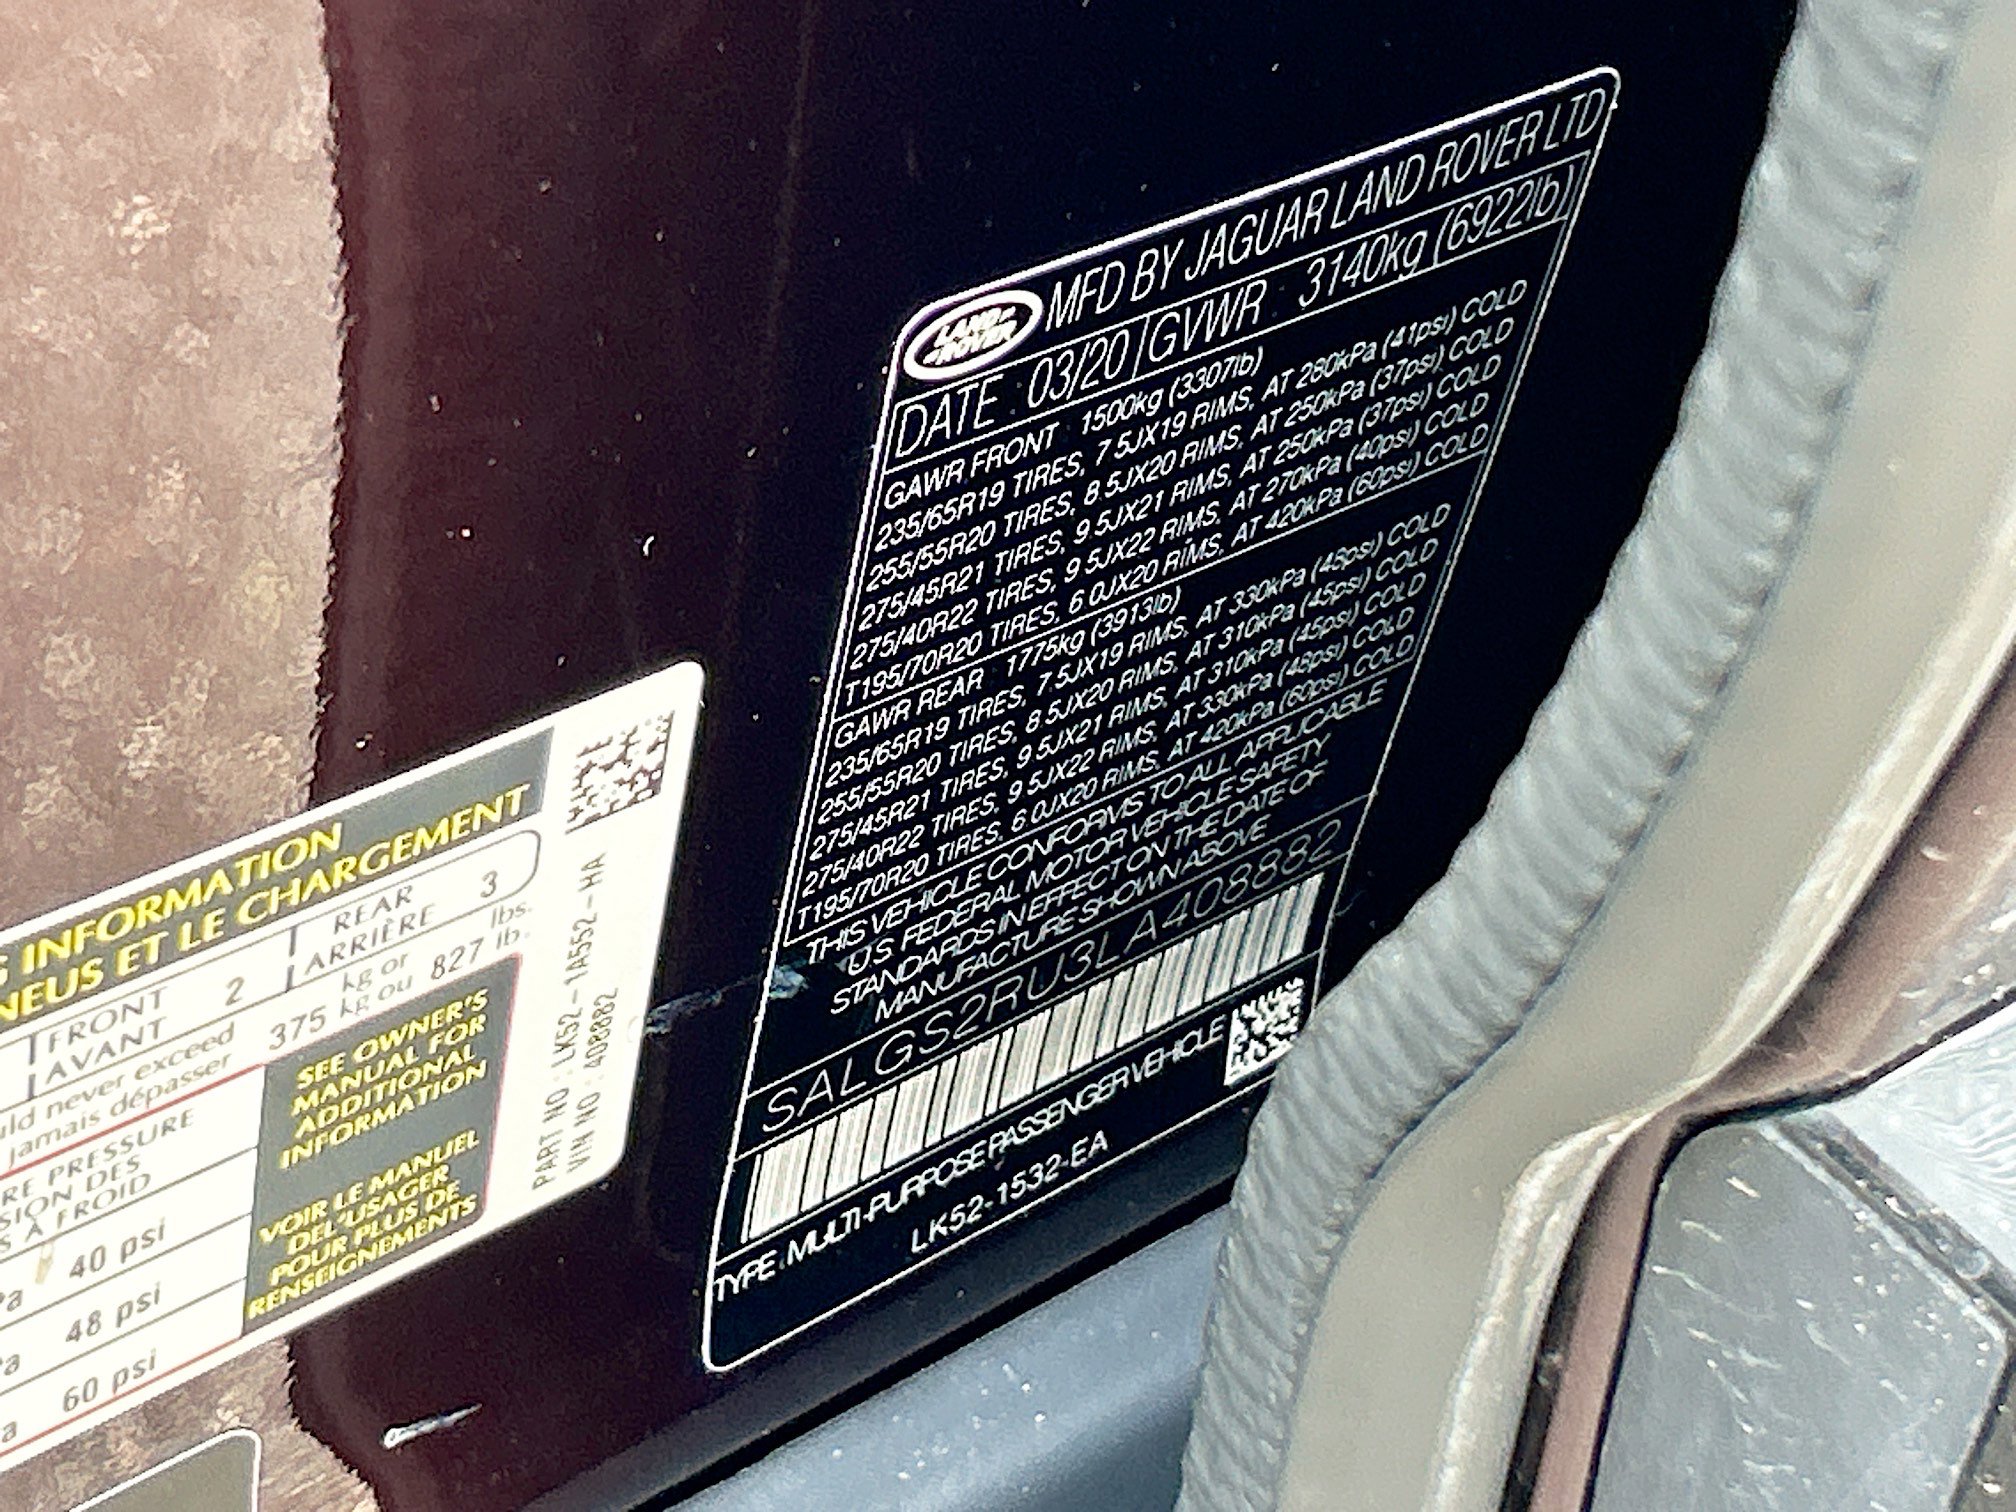 LAND
ROVER
MFD BY JAGUAR LAND ROVER LTD
DATE : 03/20 GVWR : 3140kg (6922lb)
GAWR FRONT : 1500kg (3307lb)
235/65R19 TIRES, 7.5JX19 RIMS, AT 280kPa (41psi) COLD
255/55R20 TIRES, 8.5JX20 RIMS, AT 250kPa (37psi) COLD
275/45R21 TIRES, 9.5JX21 RIMS, AT 250kPa (37psi) COLD
275/40R22 TIRES, 9.5JX22 RIMS, AT 270kPa (40psi) COLD
T195/70R20 TIRES, 6.0JX20 RIMS, AT 420kPa (60psi) COLD
GAWR REAR : 1775kg (3913lb)
235/65R19 TIRES, 7.5JX19 RIMS, AT 330kPa (48psi) COLD
255/55R20 TIRES, 8.5JX20 RIMS, AT 310kPa (45psi) COLD
275/45R21 TIRES, 9.5JX21 RIMS, AT 310kPa (45psi) COLD
275/40R22 TIRES, 9.5JX22 RIMS, AT 330kPa (48psi) COLD
T195/70R20 TIRES, 6.0JX20 RIMS, AT 420kPa (60psi) COLD
THIS VEHICLE CONFORMS TO ALL APPLICABLE
U.S. FEDERAL MOTOR VEHICLE SAFETY
STANDARDS IN EFFECT ON THE DATE OF
MANUFACTURE SHOWN ABOVE
SALGS2RU3LA408882
TYPE : MULTI-PURPOSE PASSENGER VEHICLE
LK52-1532-EA
INFORMATION
NEUS ET LE CHARGEMENT
FRONT 2 REAR 3
AVANT ARRIÈRE
uld never exceed 375 kg or 827 lbs.
jamais dépasser kg ou lb.
RE PRESSURE
SION DES
S À FROID
40 psi
48 psi
60 psi
SEE OWNER'S
MANUAL FOR
ADDITIONAL
INFORMATION
VOIR LE MANUEL
DEL'USAGER
POUR PLUS DE
RENSEIGNEMENTS
PART NO : LK52-1A552-HA
VIN NO : 408882